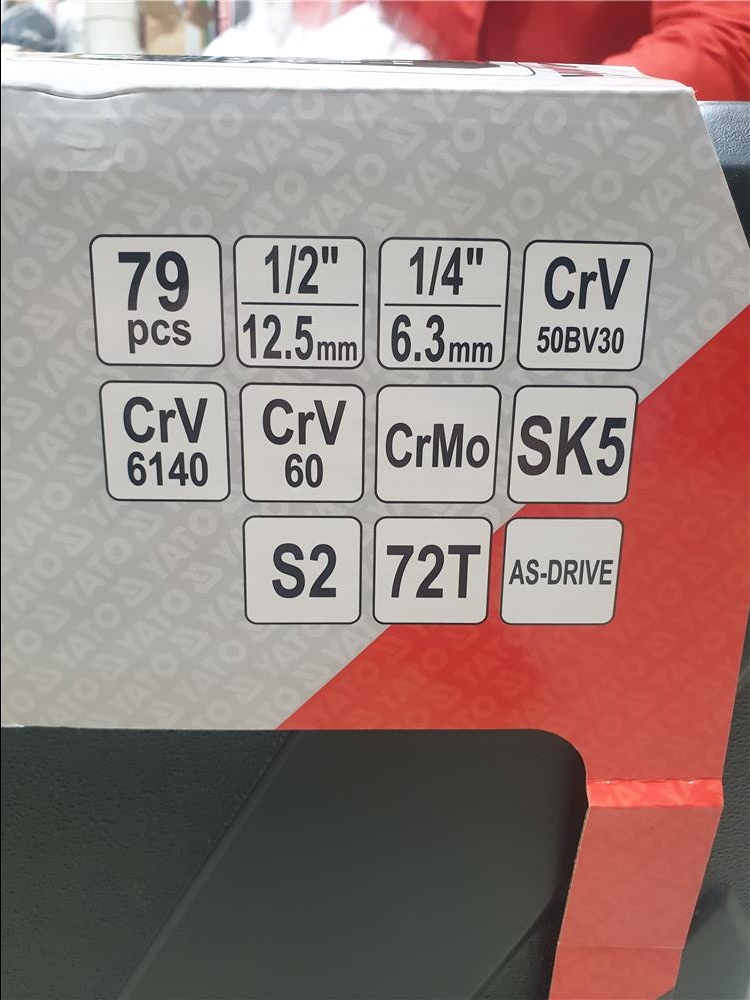 79
pcs
1/2"
12.5mm
1/4"
6.3mm
CrV
50BV30
CrV
6140
CrV
60
CrMo
SK5
S2
72T
AS-DRIVE
YATO